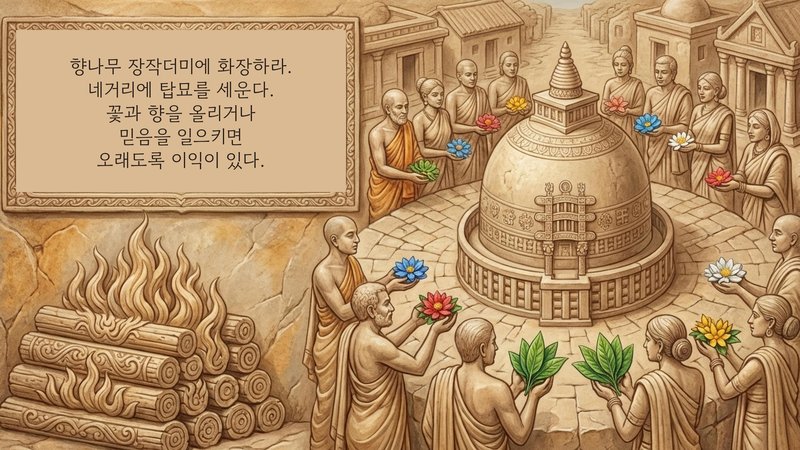 향나무 장작더미에 화장하라.
네거리에 탑묘를 세운다.
꽃과 향을 올리거나
믿음을 일으키면
오래도록 이익이 있다.